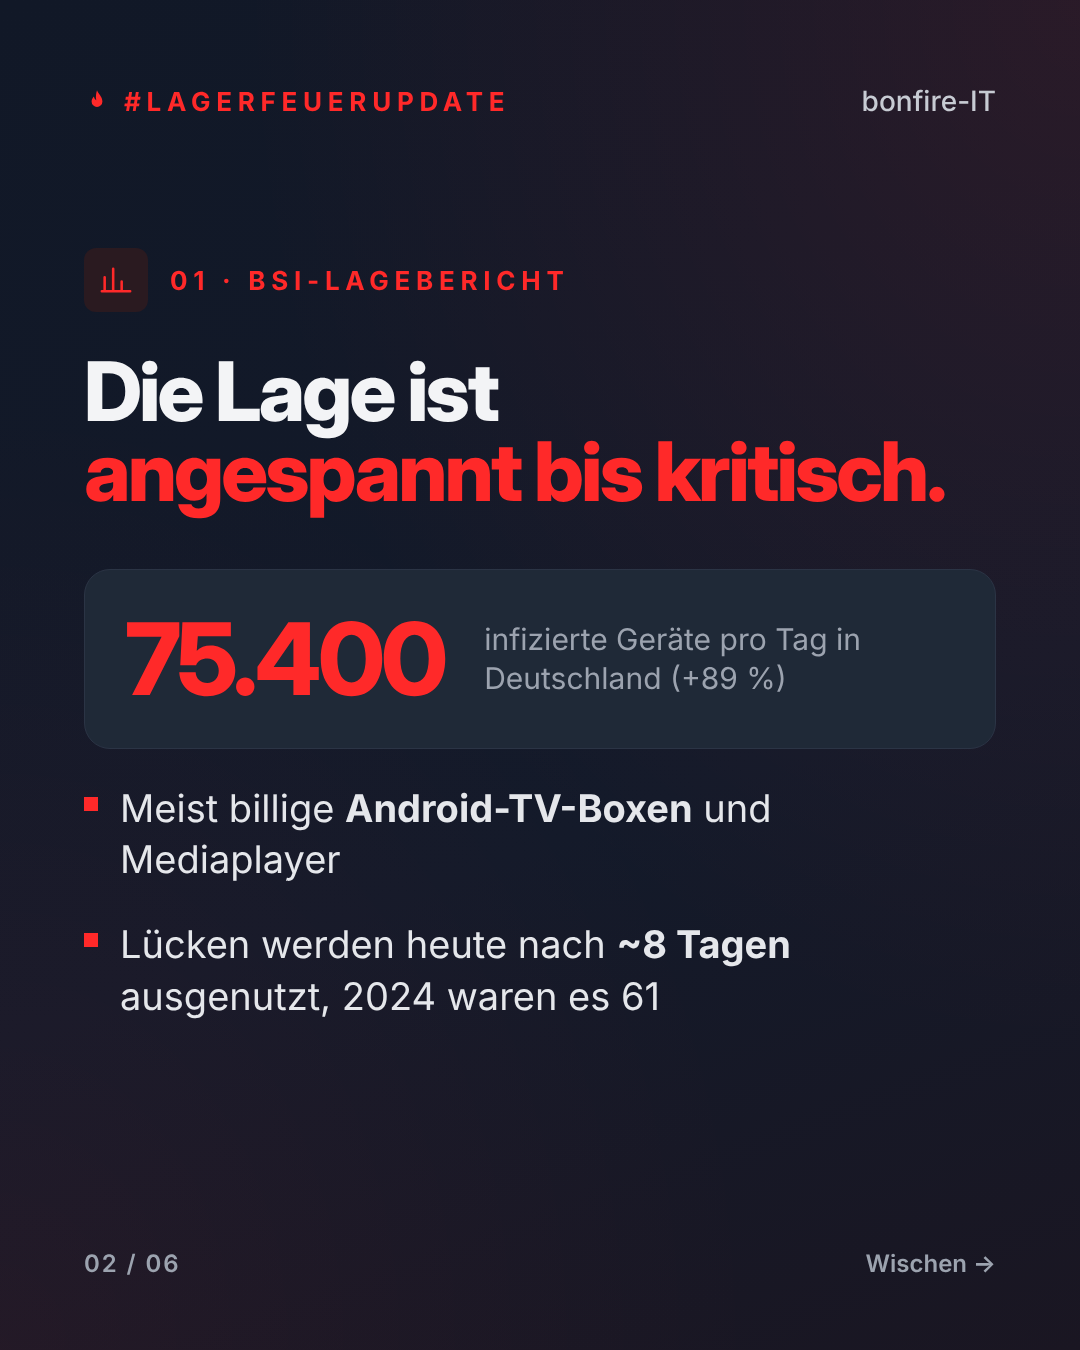 #LAGERFEUERUPDATE
bonfire-IT
01 · BSI-LAGEBERICHT
Die Lage ist
angespannt bis kritisch.
75.400
infizierte Geräte pro Tag in
Deutschland (+89 %)
Meist billige Android-TV-Boxen und
Mediaplayer
Lücken werden heute nach ~8 Tagen
ausgenutzt, 2024 waren es 61
02 / 06
Wischen →